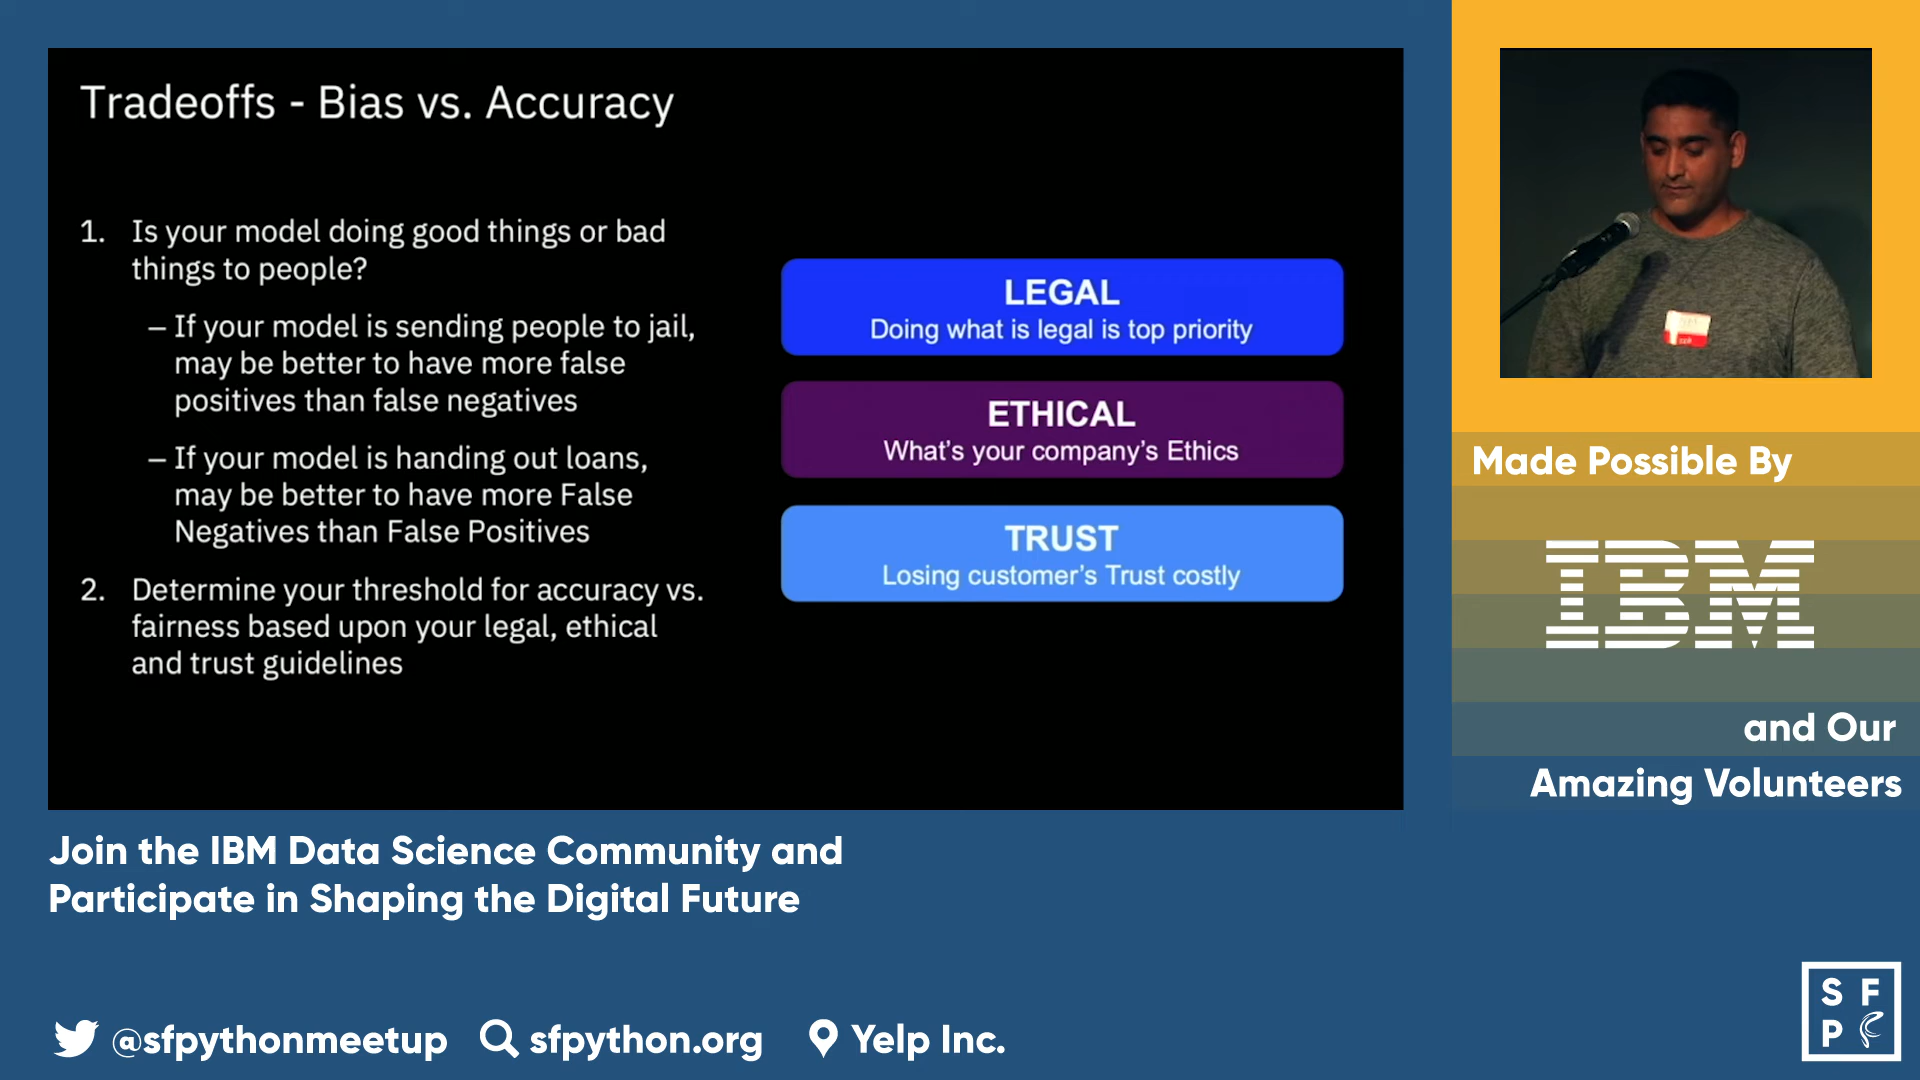 Tradeoffs - Bias vs. Accuracy
1. Is your model doing good things or bad
things to people?
– If your model is sending people to jail,
may be better to have more false
positives than false negatives
– If your model is handing out loans,
may be better to have more False
Negatives than False Positives
2. Determine your threshold for accuracy vs.
fairness based upon your legal, ethical
and trust guidelines
LEGAL
Doing what is legal is top priority
ETHICAL
What's your company's Ethics
TRUST
Losing customer's Trust costly
Made Possible By
IBM
and Our
Amazing Volunteers
Join the IBM Data Science Community and
Participate in Shaping the Digital Future
@sfpythonmeetup sfpython.org Yelp Inc.
S F
P